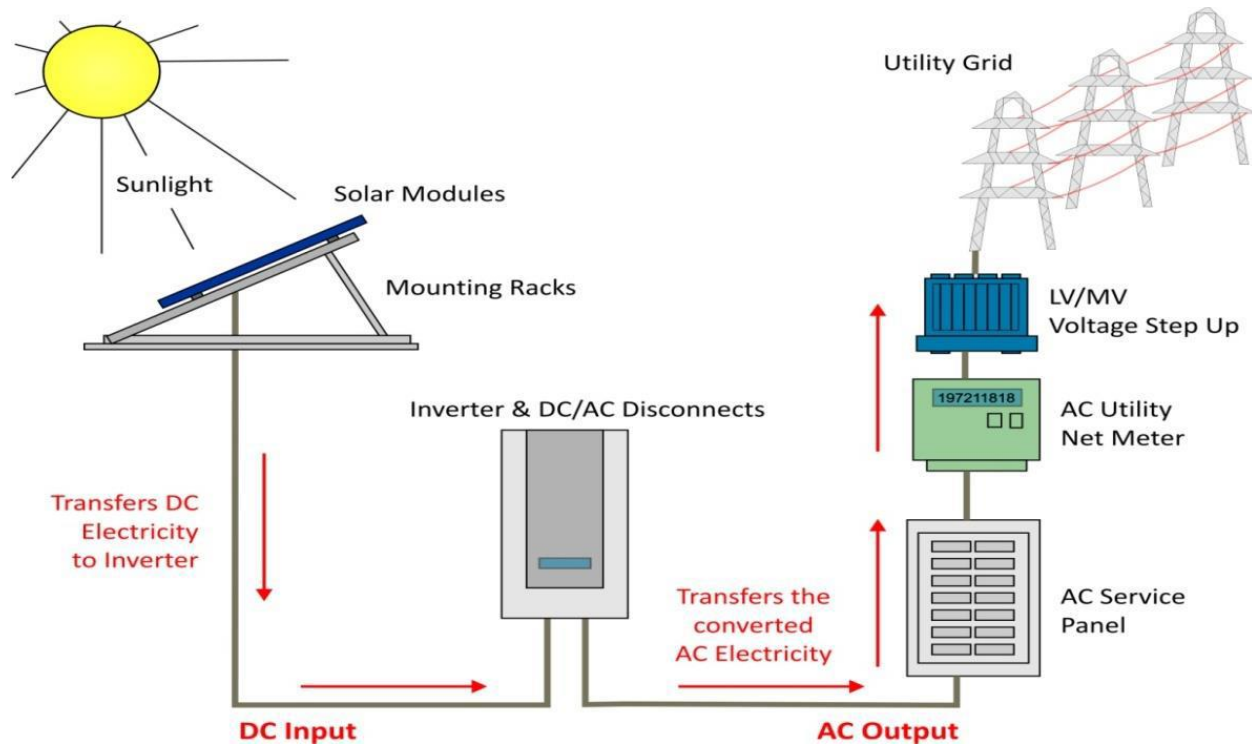 Utility Grid
Sunlight
Solar Modules
Mounting Racks
LV/MV
Voltage Step Up
197211818
AC Utility
Net Meter
Inverter & DC/AC Disconnects
Transfers DC
Electricity
to Inverter
Transfers the
converted
AC Electricity
AC Service
Panel
DC Input
AC Output